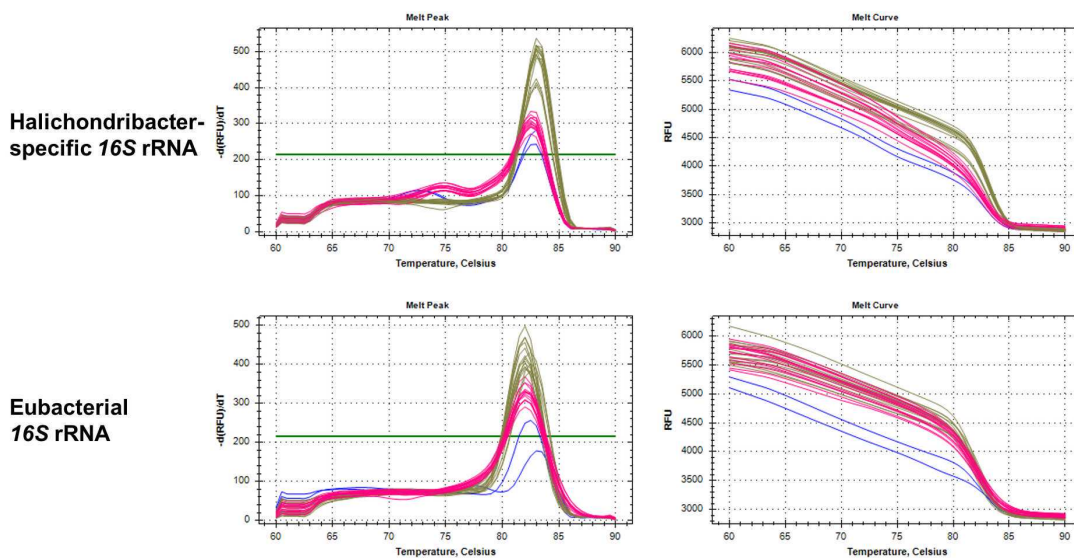 Halichondribacter-
specific 16S rRNA
Melt Peak
-d(RFU)/dT
500
400
300
200
100
0
60 65 70 75 80 85 90
Temperature, Celsius
Melt Curve
RFU
6000
5500
5000
4500
4000
3500
3000
60 65 70 75 80 85 90
Temperature, Celsius
Eubacterial
16S rRNA
Melt Peak
-d(RFU)/dT
500
400
300
200
100
0
60 65 70 75 80 85 90
Temperature, Celsius
Melt Curve
RFU
6000
5500
5000
4500
4000
3500
3000
60 65 70 75 80 85 90
Temperature, Celsius